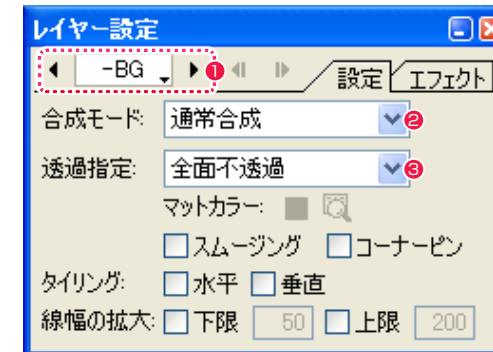 レイヤー設定
-BG 1 設定 エフェクト
合成モード: 通常合成 2
透過指定: 全面不透過 3
マットカラー:
スムージング コーナーピン
タイリング: 水平 垂直
線幅の拡大: 下限 50 上限 200